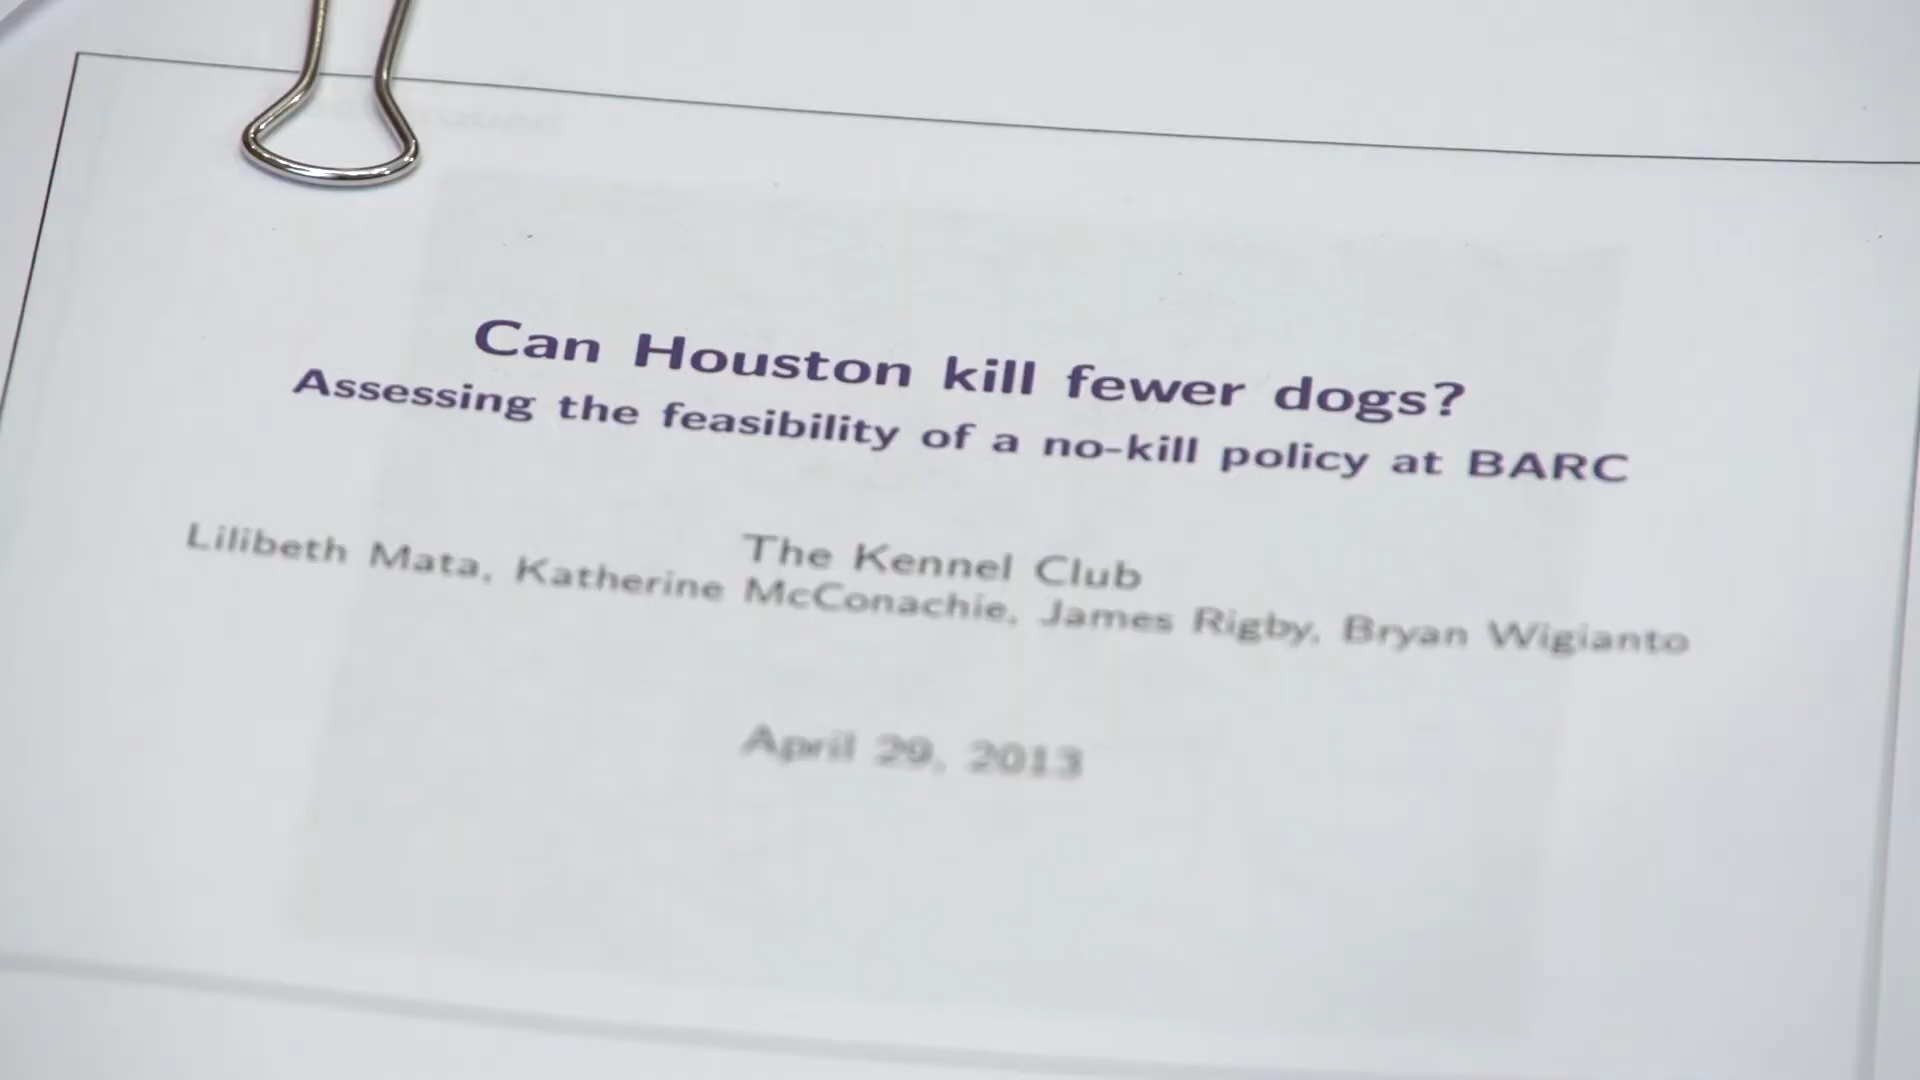 Can Houston kill fewer dogs?
Assessing the feasibility of a no-kill policy at BARC
The Kennel Club
Lilibeth Mata, Katherine McConachie, James Rigby, Bryan Wigianto
April 29, 2013